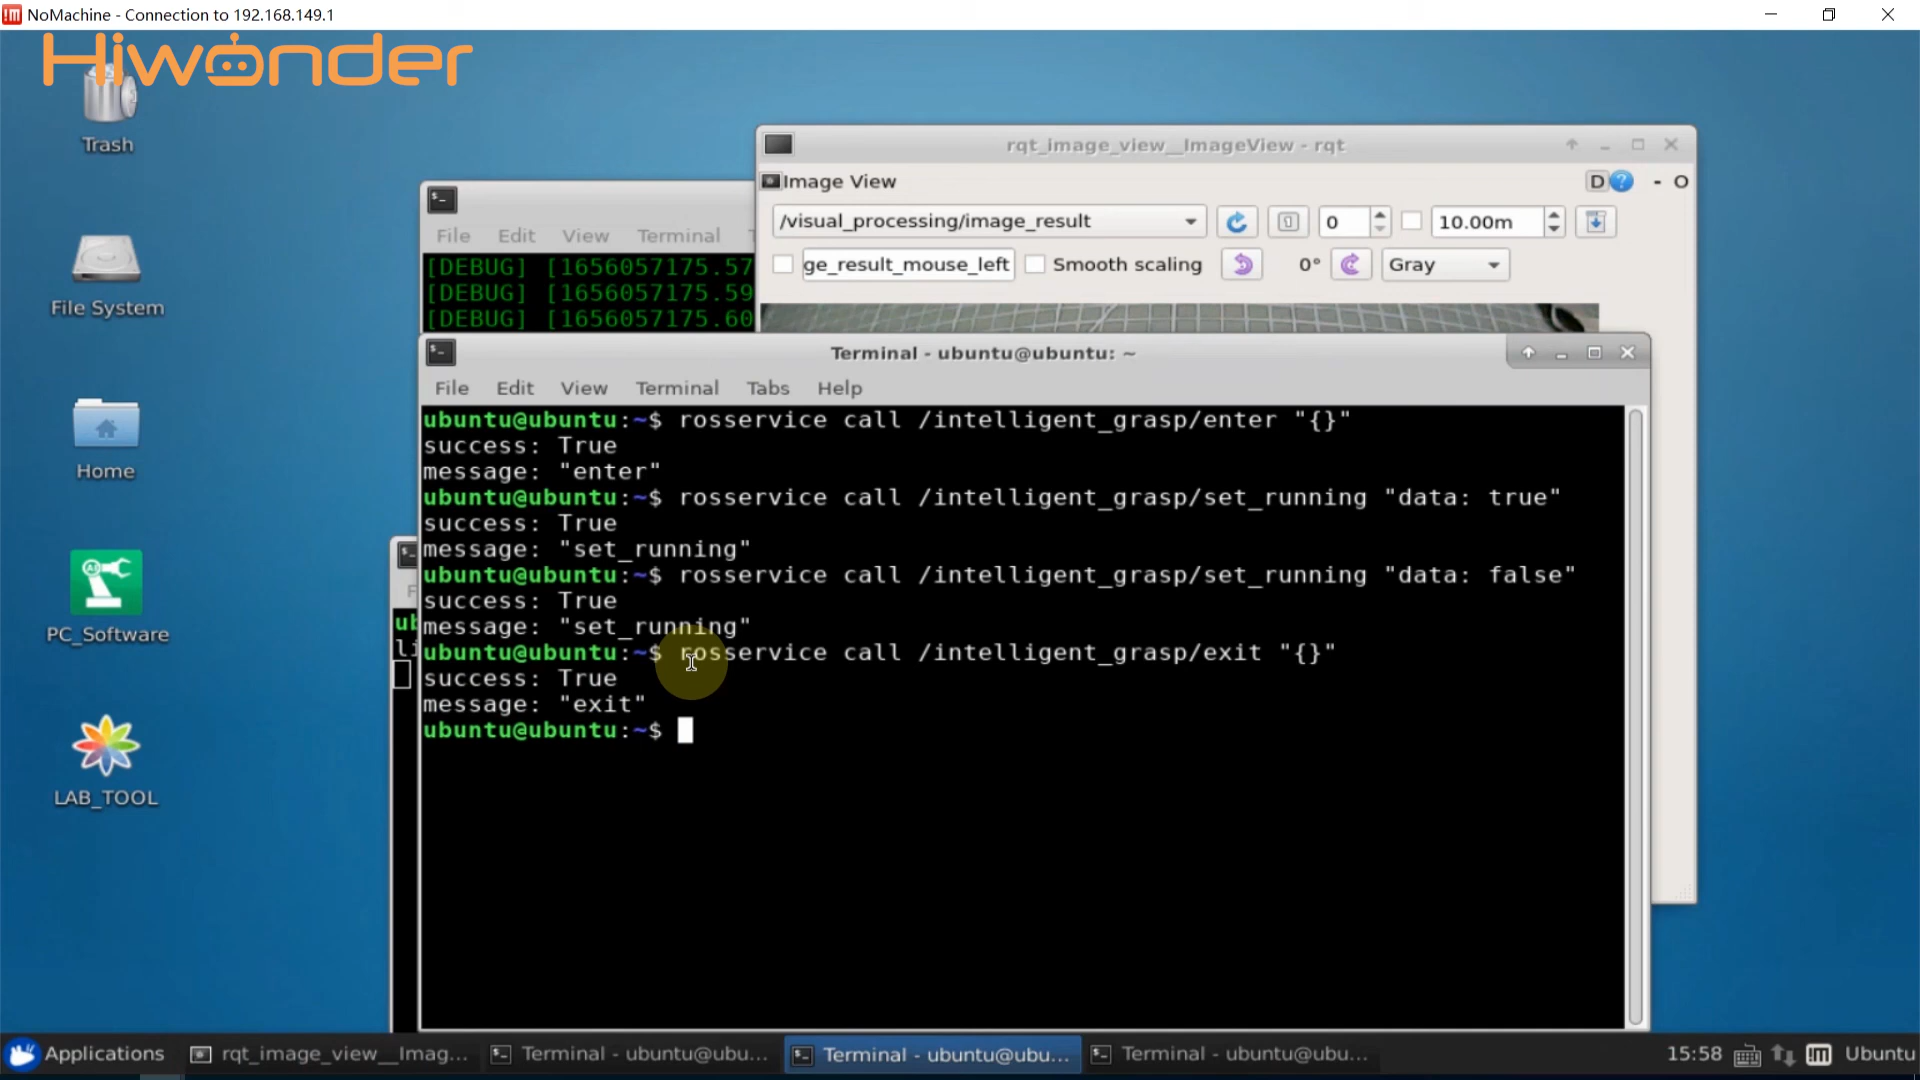 NoMachine - Connection to 192.168.149.1
Hiwonder
Trash
File System
Home
PC_Software
LAB_TOOL
rqt_image_view__ImageView - rqt
Image View
D ? - O
/visual_processing/image_result
0
10.00m
ge_result_mouse_left
Smooth scaling
0°
Gray
File Edit View Terminal
[DEBUG] [1656057175.57
[DEBUG] [1656057175.59
[DEBUG] [1656057175.60
Terminal - ubuntu@ubuntu: ~
File Edit View Terminal Tabs Help
ubuntu@ubuntu:~$ rosservice call /intelligent_grasp/enter "{}"
success: True
message: "enter"
ubuntu@ubuntu:~$ rosservice call /intelligent_grasp/set_running "data: true"
success: True
message: "set_running"
ubuntu@ubuntu:~$ rosservice call /intelligent_grasp/set_running "data: false"
success: True
message: "set_running"
ubuntu@ubuntu:~$ rosservice call /intelligent_grasp/exit "{}"
success: True
message: "exit"
ubuntu@ubuntu:~$
ub
li
Applications
rqt_image_view__Imag...
Terminal - ubuntu@ubu...
Terminal - ubuntu@ubu...
Terminal - ubuntu@ubu...
15:58
Ubuntu